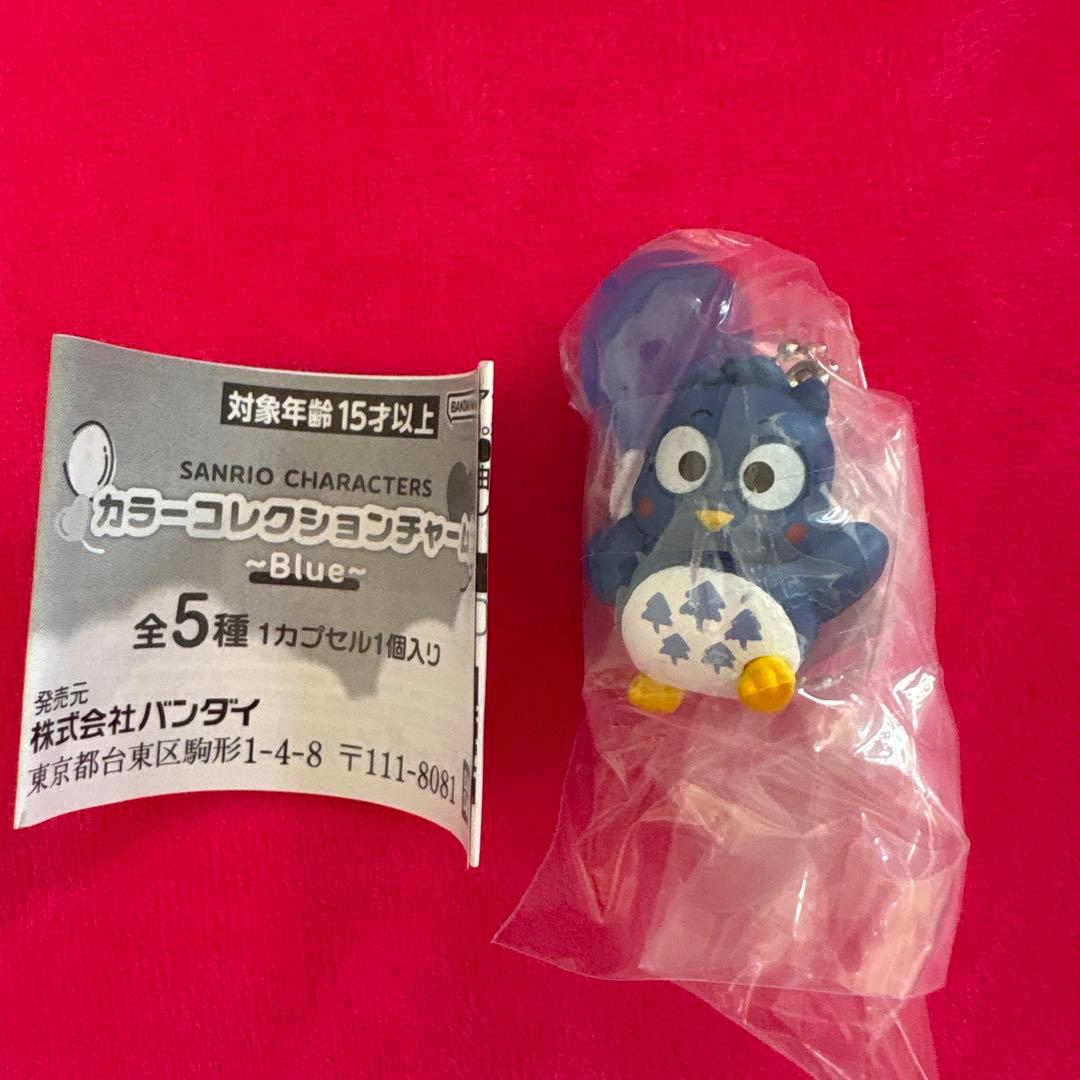 対象年齢15才以上
BANDAI
SANRIO CHARACTERS
カラーコレクションチャーム
~Blue~
全5種 1カプセル1個入り
発売元
株式会社バンダイ
東京都台東区駒形1-4-8 〒111-8081